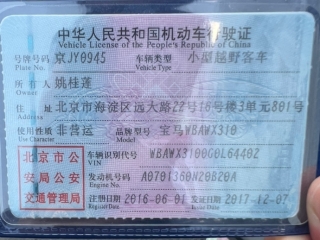 中华人民共和国机动车行驶证
Vehicle License of the People's Republic of China
号牌号码 京JY0945 车辆类型 小型越野客车
Plate No. Vehicle Type
所有人 姚桂莲
Owner
住址 北京市海淀区远大路22号16号楼3单元801号
Address
使用性质 非营运 品牌型号 宝马WBAWX310
Use Character Model
北京市公 车辆识别代号 WBAWX3100G0L64402
VIN
安局公安 发动机号码 A0701360N20B20A
Engine No.
交通管理局 注册日期 2016-06-01 发证日期 2017-12-07
Register Date Issue Date